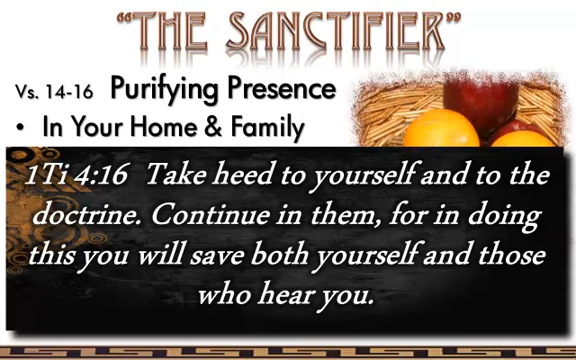 “THE SANCTIFIER”
Vs. 14-16 Purifying Presence
• In Your Home & Family
1Ti 4:16 Take heed to yourself and to the
doctrine. Continue in them, for in doing
this you will save both yourself and those
who hear you.